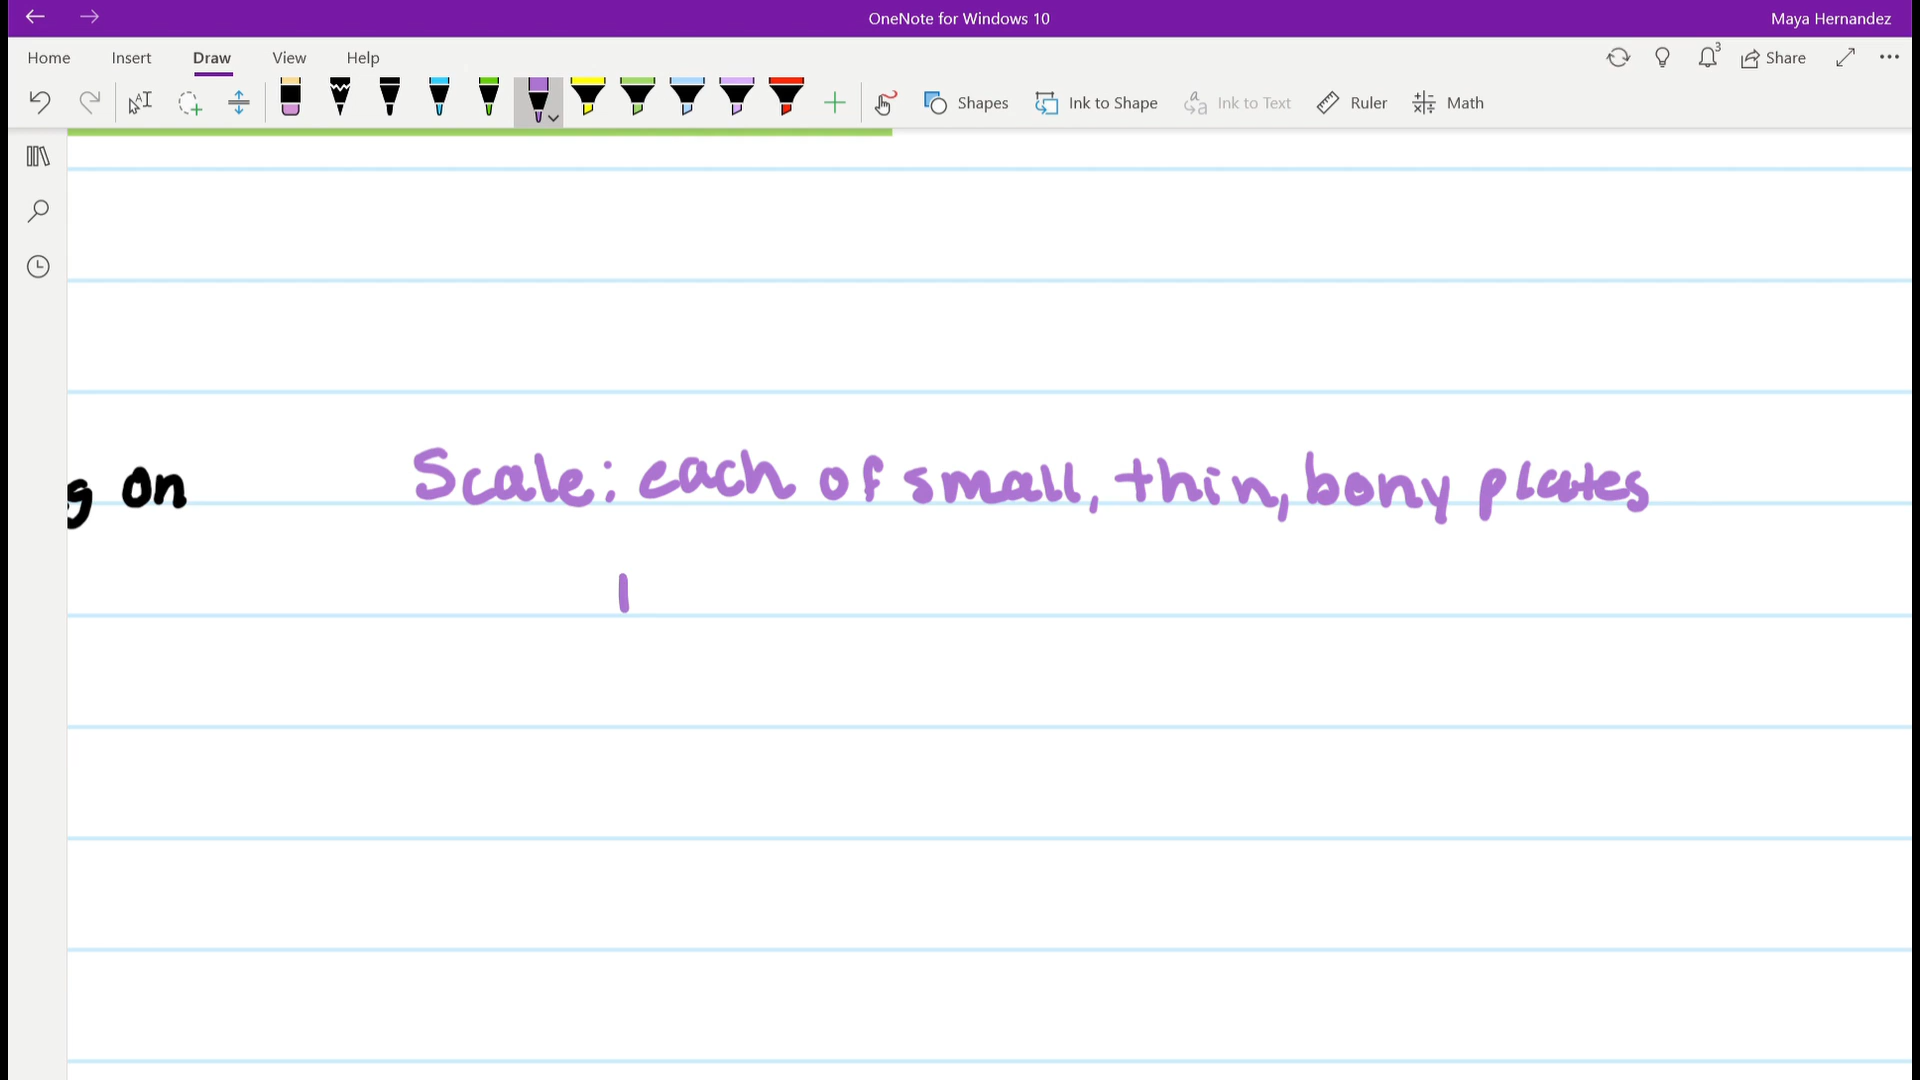 OneNote for Windows 10
Maya Hernandez
Home Insert Draw View Help
3 Share
Shapes Ink to Shape Ink to Text Ruler Math
g on
Scale: each of small, thin, bony plates